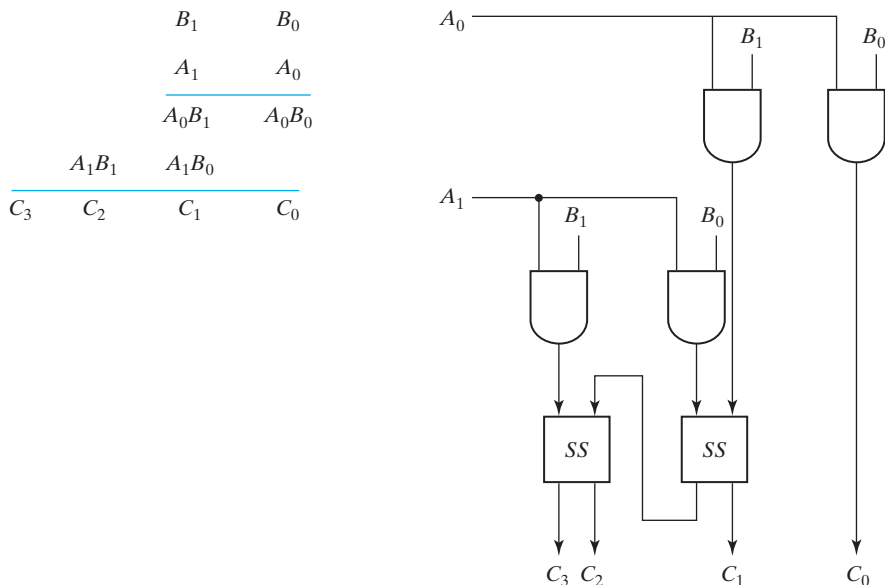 B₁ B₀
A₁ A₀
A₀B₁ A₀B₀
A₁B₁ A₁B₀
C₃ C₂ C₁ C₀
A₀
B₁ B₀
A₁
B₁ B₀
SS SS
C₃ C₂ C₁ C₀